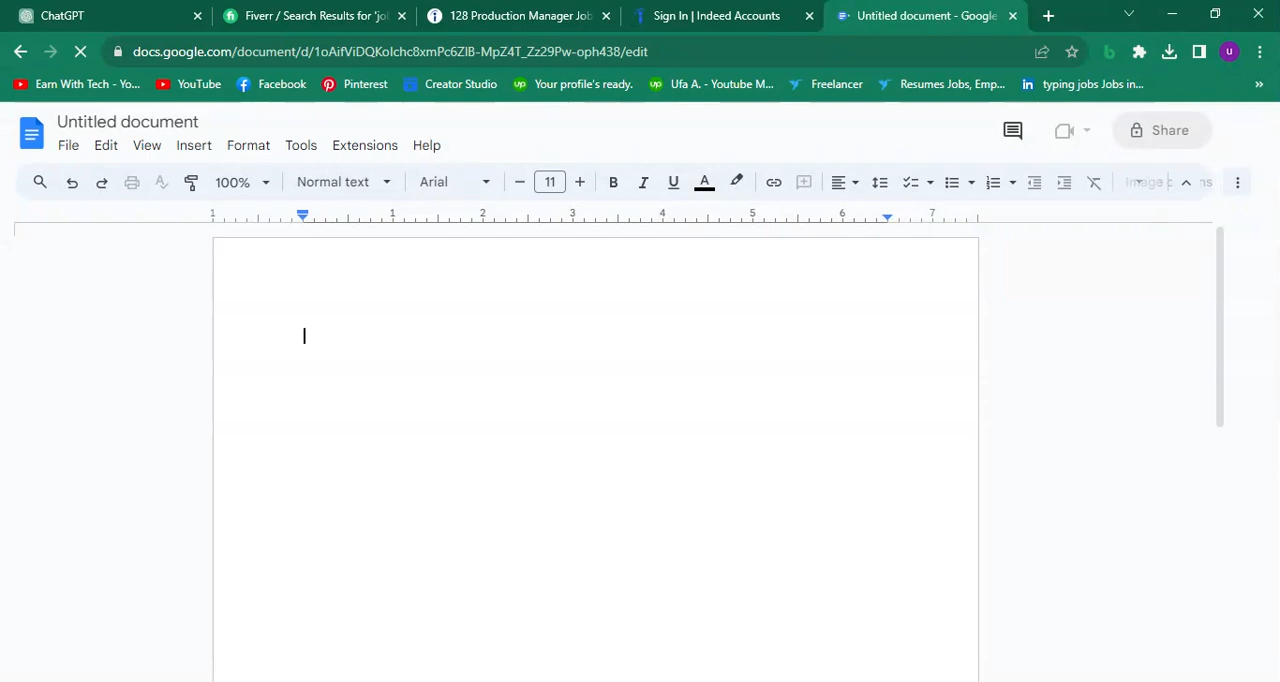 ChatGPT
Fiverr / Search Results for 'jo
128 Production Manager Job
Sign In | Indeed Accounts
Untitled document - Google
docs.google.com/document/d/1oAifViDQKolchc8xmPc6ZlB-MpZ4T_Zz29Pw-oph438/edit
Earn With Tech - Yo...
YouTube
Facebook
Pinterest
Creator Studio
Your profile's ready.
Ufa A. - Youtube M...
Freelancer
Resumes Jobs, Emp...
typing jobs Jobs in...
Untitled document
Share
File Edit View Insert Format Tools Extensions Help
100% Normal text Arial 11 B I U A
1 1 2 3 4 5 6 7